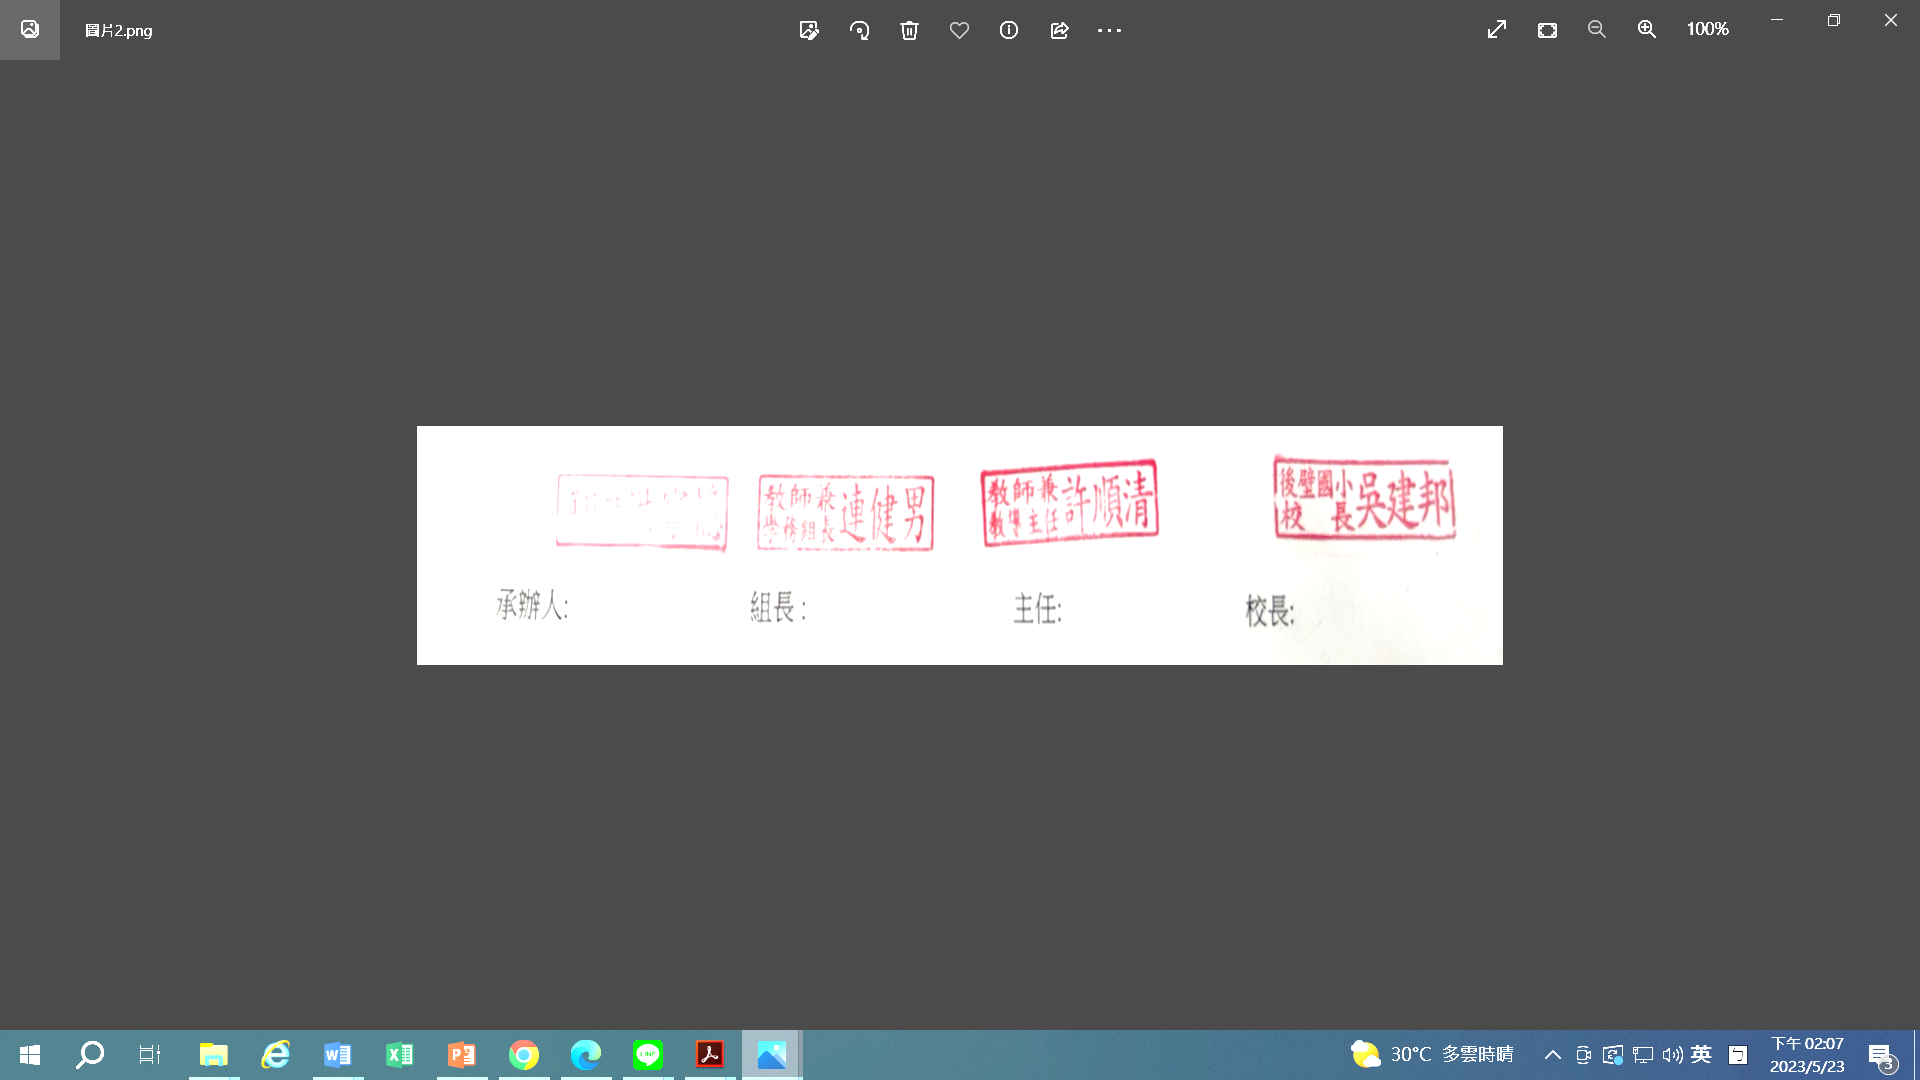 圖片2.png
100%
教師兼
學務組長
連健男
教師兼
教導主任
許順清
後壁國小
校長
吳建邦
承辦人:
組長:
主任:
校長:
30°C 多雲時晴
英
下午 02:07
2023/5/23
3